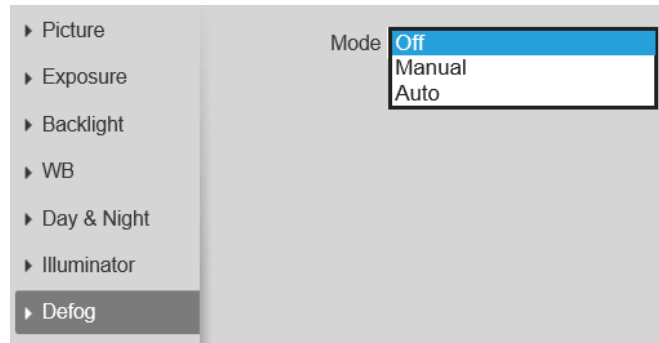 Picture
Exposure
Backlight
WB
Day & Night
Illuminator
Defog
Mode Off
Manual
Auto